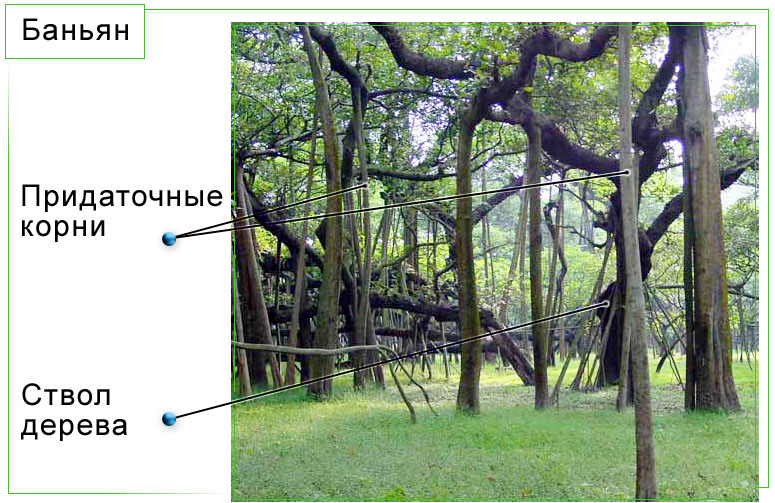 Баньян
Придаточные
корни
Ствол
дерева